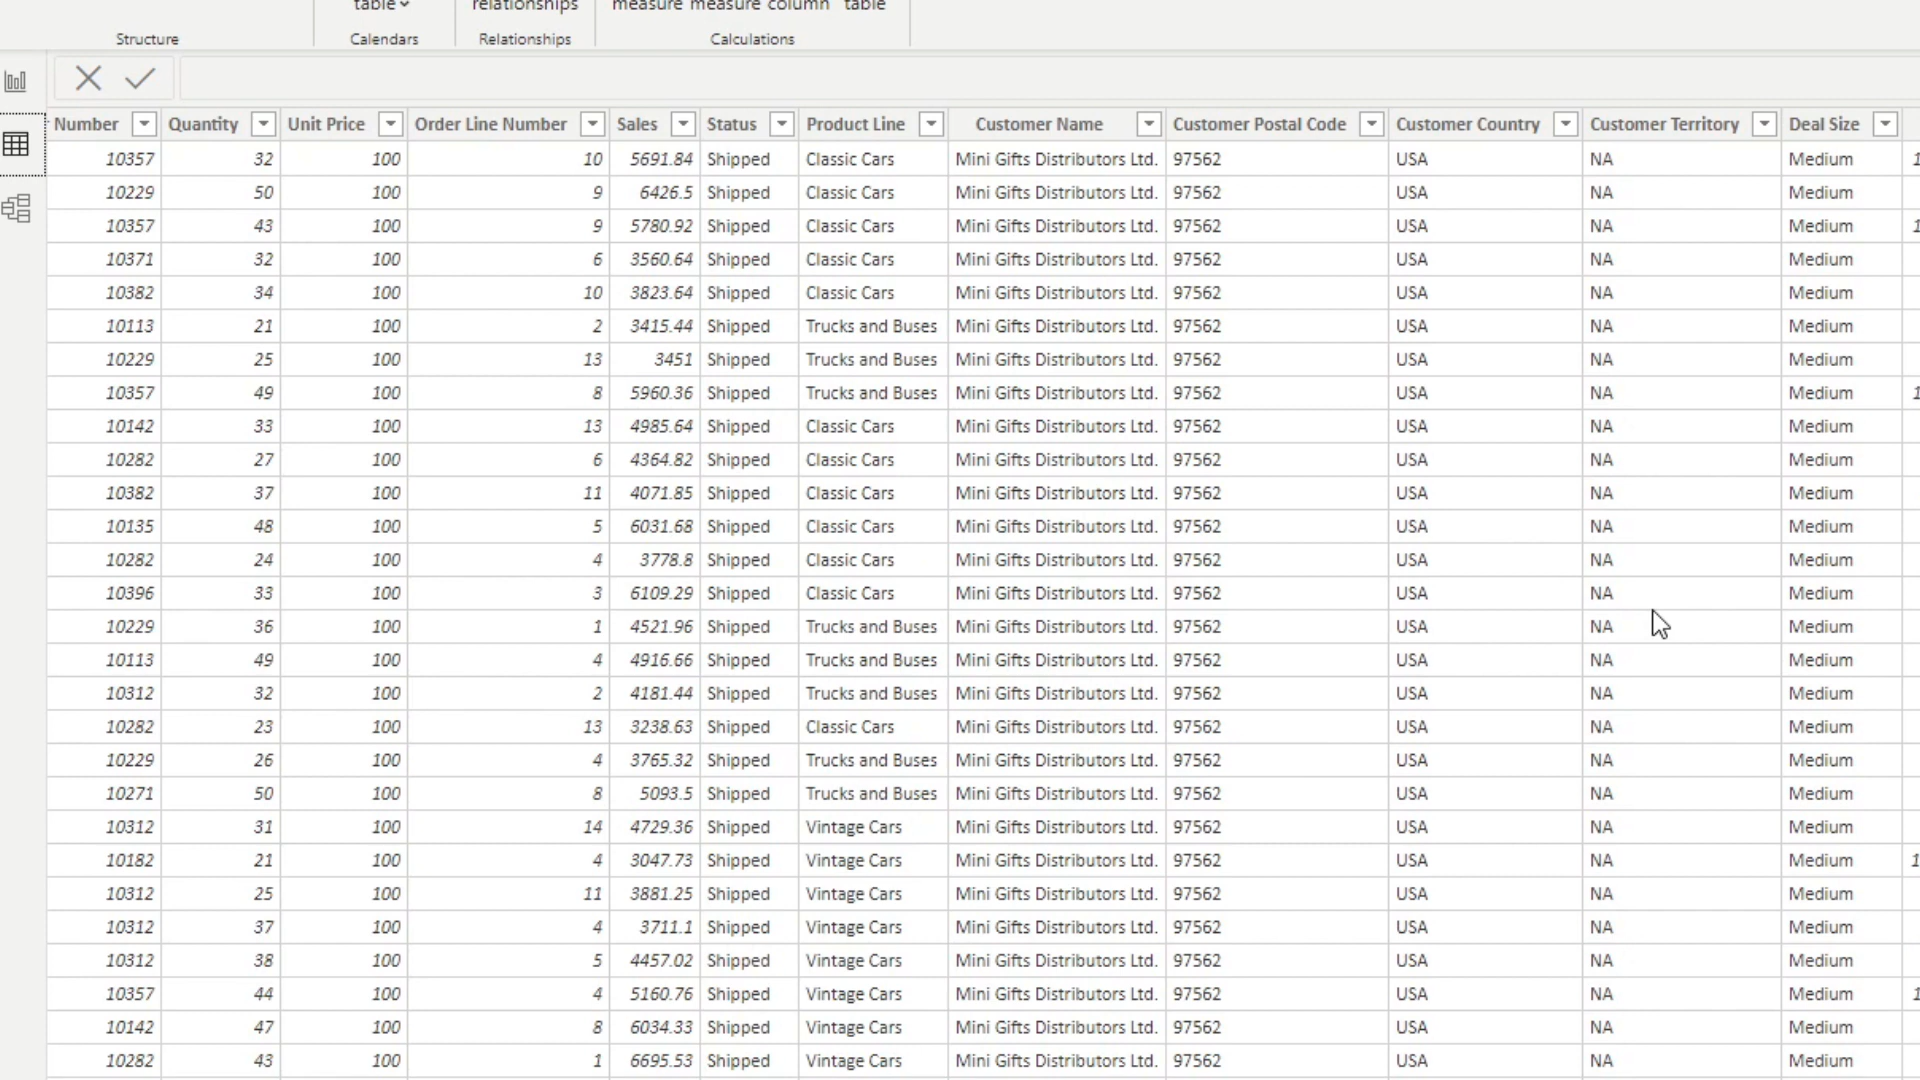 table relationships measure measure column table
Structure Calendars Relationships Calculations
Number Quantity Unit Price Order Line Number Sales Status Product Line Customer Name Customer Postal Code Customer Country Customer Territory Deal Size
10357 32 100 10 5691.84 Shipped Classic Cars Mini Gifts Distributors Ltd. 97562 USA NA Medium 1
10229 50 100 9 6426.5 Shipped Classic Cars Mini Gifts Distributors Ltd. 97562 USA NA Medium
10357 43 100 9 5780.92 Shipped Classic Cars Mini Gifts Distributors Ltd. 97562 USA NA Medium 1
10371 32 100 6 3560.64 Shipped Classic Cars Mini Gifts Distributors Ltd. 97562 USA NA Medium
10382 34 100 10 3823.64 Shipped Classic Cars Mini Gifts Distributors Ltd. 97562 USA NA Medium
10113 21 100 2 3415.44 Shipped Trucks and Buses Mini Gifts Distributors Ltd. 97562 USA NA Medium
10229 25 100 13 3451 Shipped Trucks and Buses Mini Gifts Distributors Ltd. 97562 USA NA Medium
10357 49 100 8 5960.36 Shipped Trucks and Buses Mini Gifts Distributors Ltd. 97562 USA NA Medium 1
10142 33 100 13 4985.64 Shipped Classic Cars Mini Gifts Distributors Ltd. 97562 USA NA Medium
10282 27 100 6 4364.82 Shipped Classic Cars Mini Gifts Distributors Ltd. 97562 USA NA Medium
10382 37 100 11 4071.85 Shipped Classic Cars Mini Gifts Distributors Ltd. 97562 USA NA Medium
10135 48 100 5 6031.68 Shipped Classic Cars Mini Gifts Distributors Ltd. 97562 USA NA Medium
10282 24 100 4 3778.8 Shipped Classic Cars Mini Gifts Distributors Ltd. 97562 USA NA Medium
10396 33 100 3 6109.29 Shipped Classic Cars Mini Gifts Distributors Ltd. 97562 USA NA Medium
10229 36 100 1 4521.96 Shipped Trucks and Buses Mini Gifts Distributors Ltd. 97562 USA NA Medium
10113 49 100 4 4916.66 Shipped Trucks and Buses Mini Gifts Distributors Ltd. 97562 USA NA Medium
10312 32 100 2 4181.44 Shipped Trucks and Buses Mini Gifts Distributors Ltd. 97562 USA NA Medium
10282 23 100 13 3238.63 Shipped Classic Cars Mini Gifts Distributors Ltd. 97562 USA NA Medium
10229 26 100 4 3765.32 Shipped Trucks and Buses Mini Gifts Distributors Ltd. 97562 USA NA Medium
10271 50 100 8 5093.5 Shipped Trucks and Buses Mini Gifts Distributors Ltd. 97562 USA NA Medium
10312 31 100 14 4729.36 Shipped Vintage Cars Mini Gifts Distributors Ltd. 97562 USA NA Medium
10182 21 100 4 3047.73 Shipped Vintage Cars Mini Gifts Distributors Ltd. 97562 USA NA Medium 1
10312 25 100 11 3881.25 Shipped Vintage Cars Mini Gifts Distributors Ltd. 97562 USA NA Medium
10312 37 100 4 3711.1 Shipped Vintage Cars Mini Gifts Distributors Ltd. 97562 USA NA Medium
10312 38 100 5 4457.02 Shipped Vintage Cars Mini Gifts Distributors Ltd. 97562 USA NA Medium
10357 44 100 4 5160.76 Shipped Vintage Cars Mini Gifts Distributors Ltd. 97562 USA NA Medium 1
10142 47 100 8 6034.33 Shipped Vintage Cars Mini Gifts Distributors Ltd. 97562 USA NA Medium
10282 43 100 1 6695.53 Shipped Vintage Cars Mini Gifts Distributors Ltd. 97562 USA NA Medium